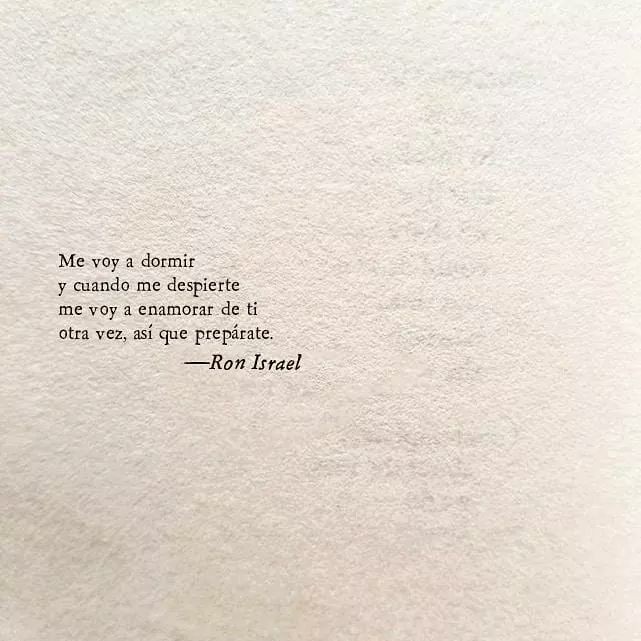 Me voy a dormir
y cuando me despierte
me voy a enamorar de ti
otra vez, así que prepárate.
—Ron Israel